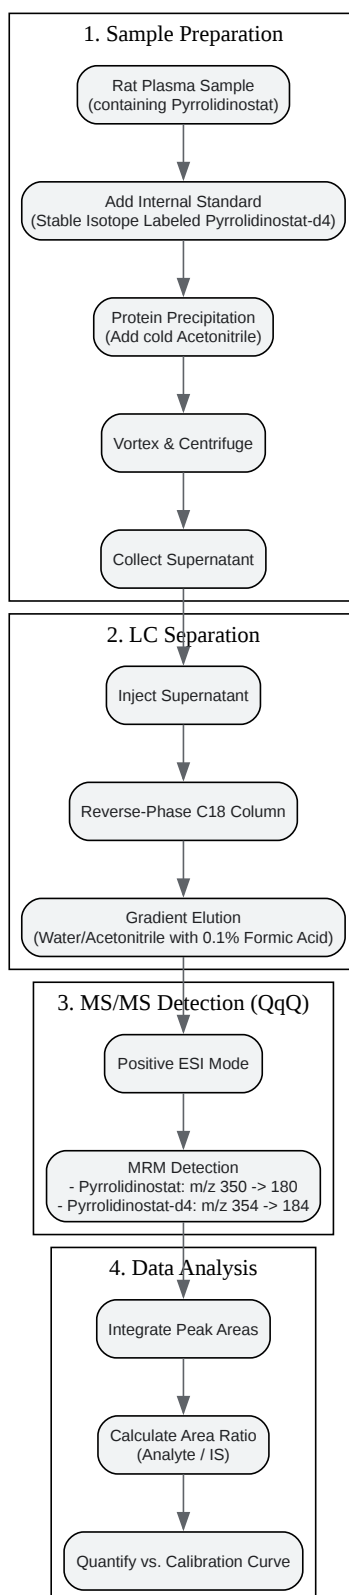 1. Sample Preparation
Rat Plasma Sample
(containing Pyrrolidinostat)
Add Internal Standard
(Stable Isotope Labeled Pyrrolidinostat-d4)
Protein Precipitation
(Add cold Acetonitrile)
Vortex & Centrifuge
Collect Supernatant
2. LC Separation
Inject Supernatant
Reverse-Phase C18 Column
Gradient Elution
(Water/Acetonitrile with 0.1% Formic Acid)
3. MS/MS Detection (QqQ)
Positive ESI Mode
MRM Detection
- Pyrrolidinostat: m/z 350 -> 180
- Pyrrolidinostat-d4: m/z 354 -> 184
4. Data Analysis
Integrate Peak Areas
Calculate Area Ratio
(Analyte / IS)
Quantify vs. Calibration Curve